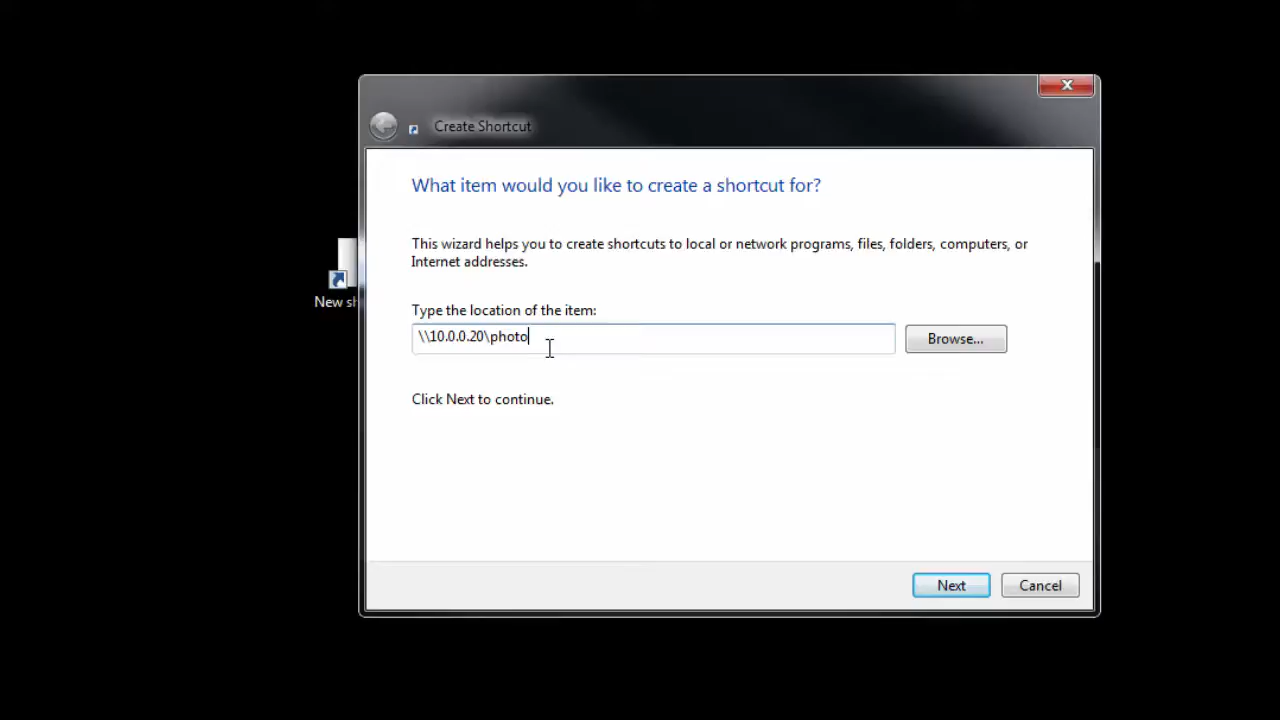 Create Shortcut
What item would you like to create a shortcut for?
This wizard helps you to create shortcuts to local or network programs, files, folders, computers, or
Internet addresses.
Type the location of the item:
\\10.0.0.20\photo
Browse...
New sh
Click Next to continue.
Next
Cancel